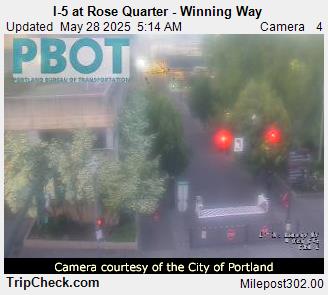 I-5 at Rose Quarter - Winning Way
Updated May 28 2025 5:14 AM Camera 4
PBOT
PORTLAND BUREAU OF TRANSPORTATION
Camera courtesy of the City of Portland
TripCheck.com Milepost302.00